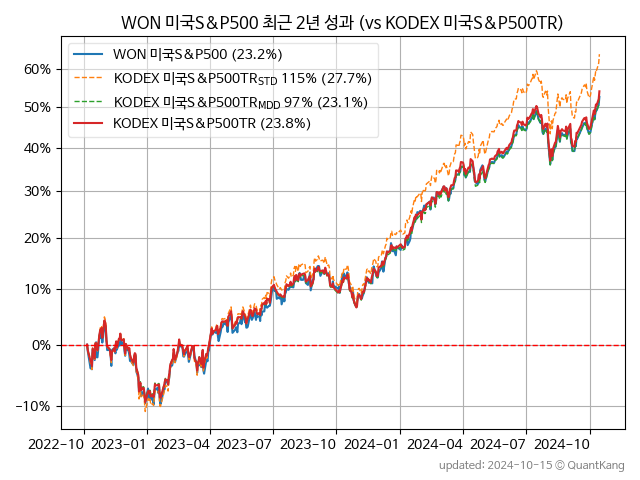 WON 미국S&P500 최근 2년 성과 (vs KODEX 미국S&P500TR)
WON 미국S&P500 (23.2%)
KODEX 미국S&P500TR_STD 115% (27.7%)
KODEX 미국S&P500TR_MDD 97% (23.1%)
KODEX 미국S&P500TR (23.8%)
60%
50%
40%
30%
20%
10%
0%
−10%
2022-10 2023-01 2023-04 2023-07 2023-10 2024-01 2024-04 2024-07 2024-10
updated: 2024-10-15 © QuantKang